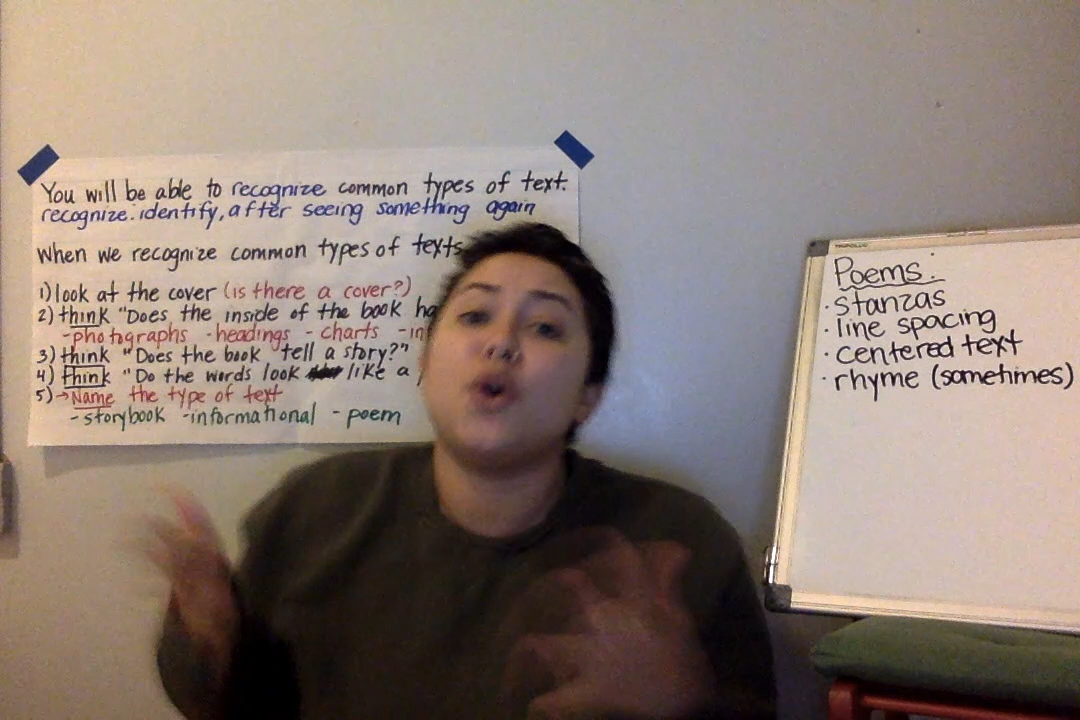 You will be able to recognize common types of text.
recognize: identify, after seeing something again
When we recognize common types of texts
1) look at the cover (is there a cover?)
2) think "Does the inside of the book ha
-photographs -headings - charts -in
3) think "Does the book tell a story?"
4) think "Do the words look like a
5) → Name the type of text
- storybook -informational - poem
Poems:
· stanzas
· line spacing
· centered text
· rhyme (sometimes)